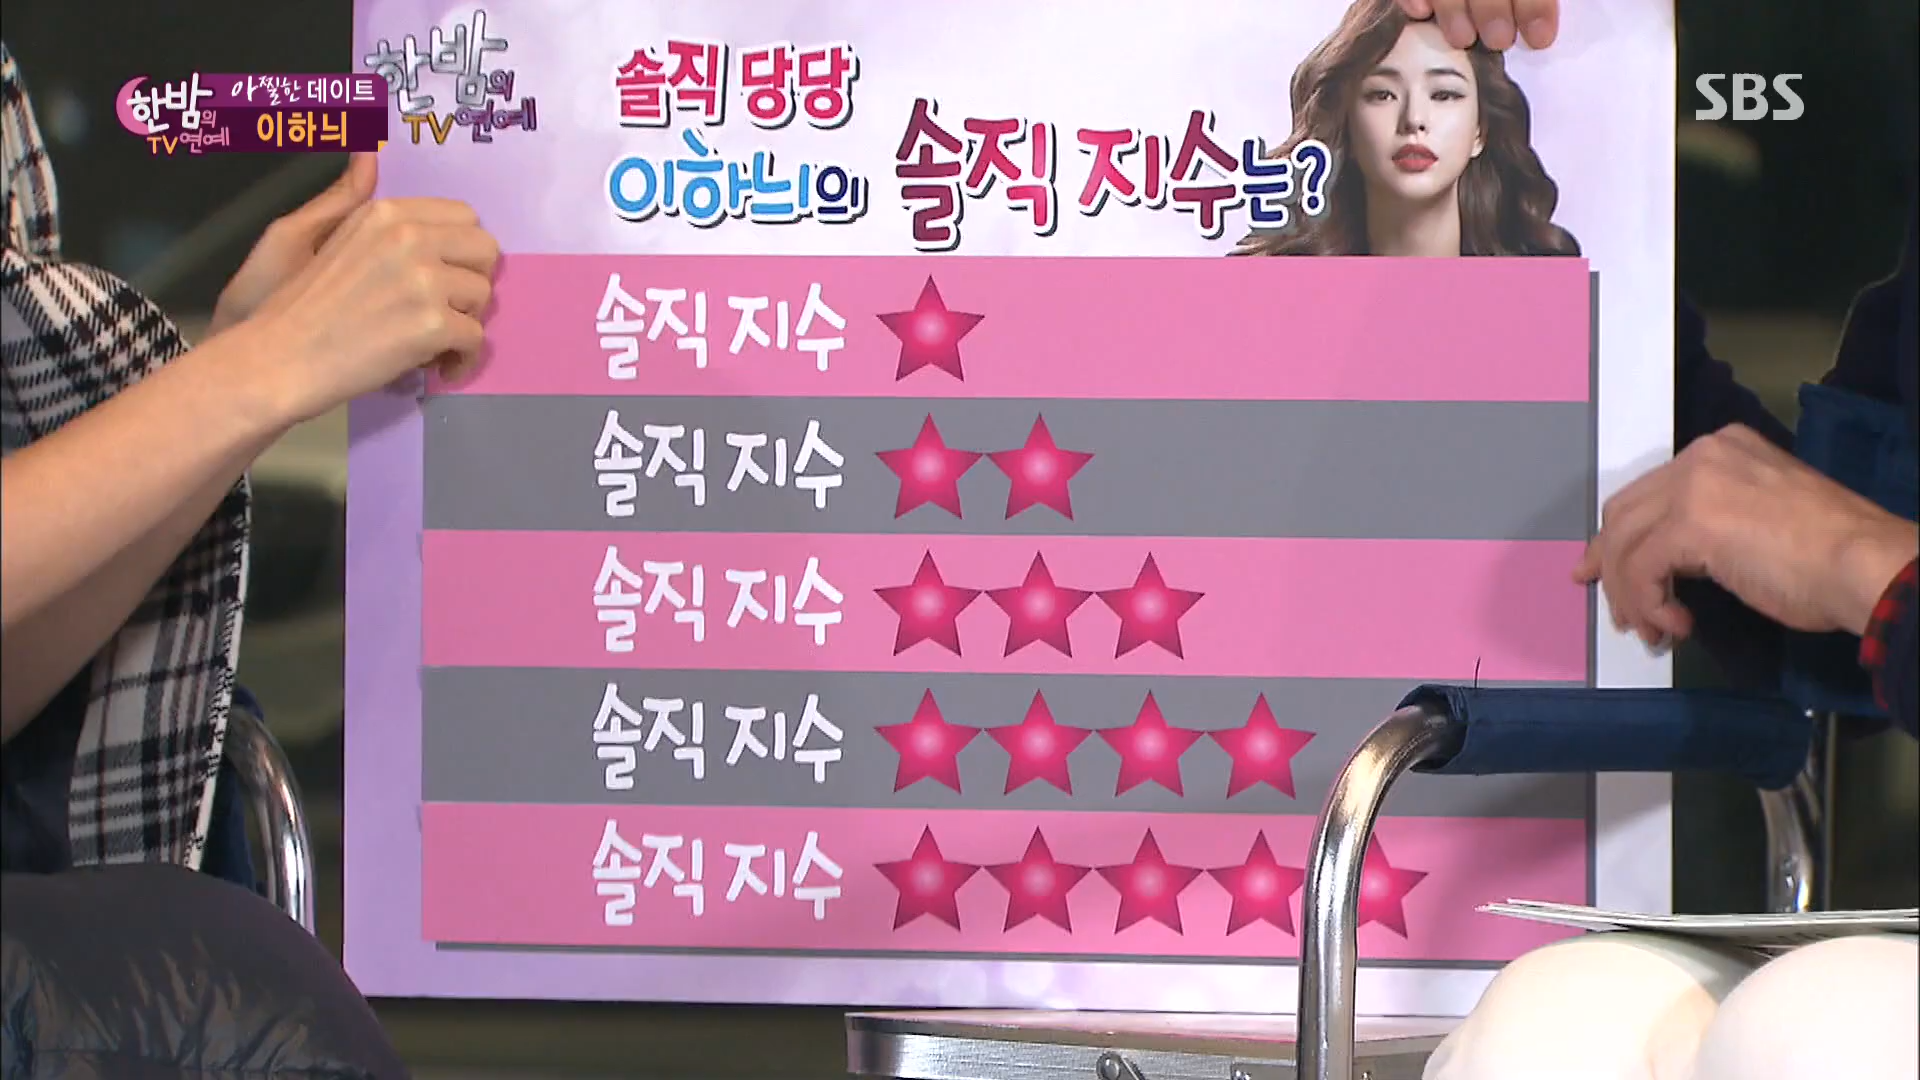 한밤의 TV연예
아찔한 데이트
이하늬
한밤의 TV연예
SBS
솔직 당당
이하늬의 솔직 지수는?
솔직 지수 ★
솔직 지수 ★★
솔직 지수 ★★★
솔직 지수 ★★★★
솔직 지수 ★★★★★